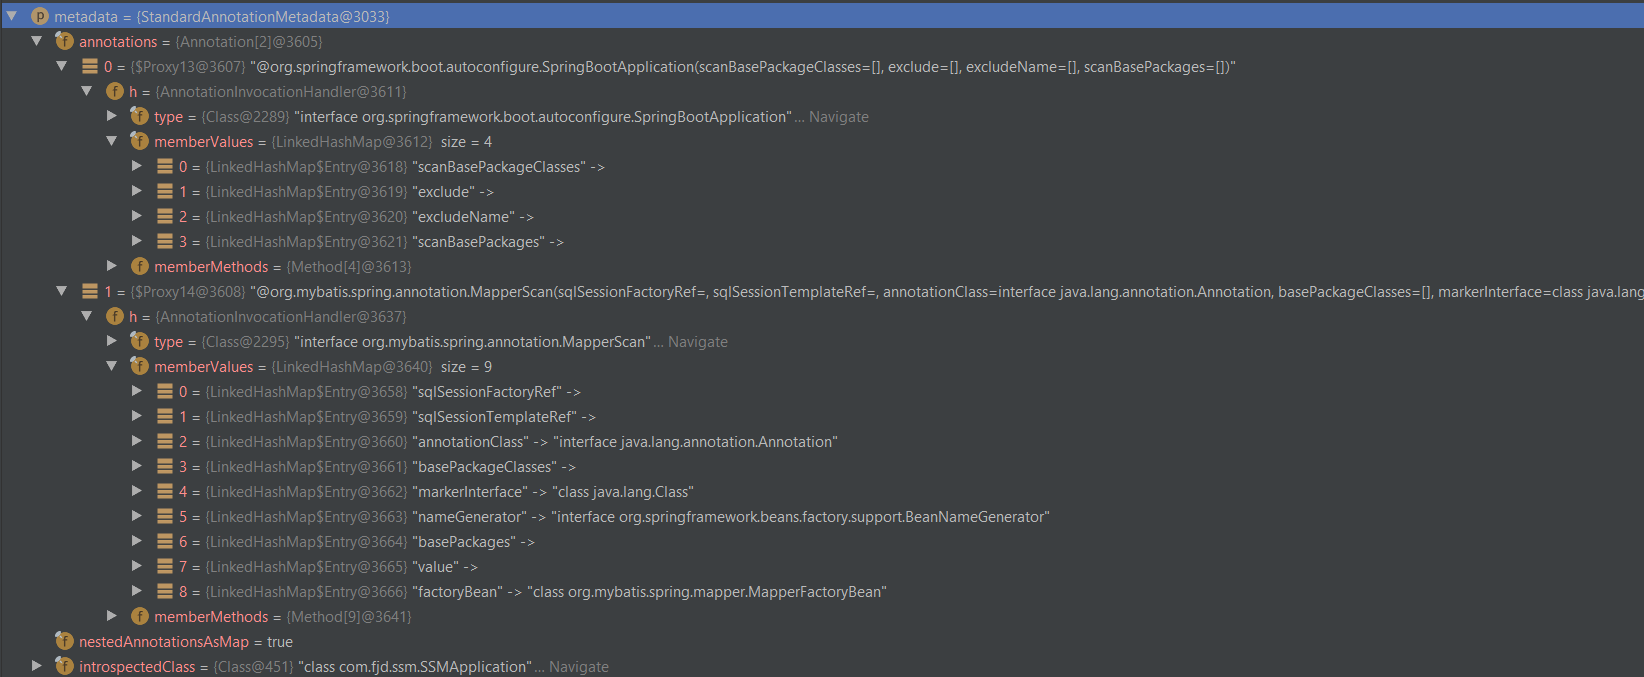 p metadata = {StandardAnnotationMetadata@3033}
f annotations = {Annotation[2]@3605}
0 = {$Proxy13@3607} "@org.springframework.boot.autoconfigure.SpringBootApplication(scanBasePackageClasses=[], exclude=[], excludeName=[], scanBasePackages=[])"
f h = {AnnotationInvocationHandler@3611}
f type = {Class@2289} "interface org.springframework.boot.autoconfigure.SpringBootApplication"... Navigate
f memberValues = {LinkedHashMap@3612} size = 4
0 = {LinkedHashMap$Entry@3618} "scanBasePackageClasses" ->
1 = {LinkedHashMap$Entry@3619} "exclude" ->
2 = {LinkedHashMap$Entry@3620} "excludeName" ->
3 = {LinkedHashMap$Entry@3621} "scanBasePackages" ->
f memberMethods = {Method[4]@3613}
1 = {$Proxy14@3608} "@org.mybatis.spring.annotation.MapperScan(sqlSessionFactoryRef=, sqlSessionTemplateRef=, annotationClass=interface java.lang.annotation.Annotation, basePackageClasses=[], markerInterface=class java.lang
f h = {AnnotationInvocationHandler@3637}
f type = {Class@2295} "interface org.mybatis.spring.annotation.MapperScan"... Navigate
f memberValues = {LinkedHashMap@3640} size = 9
0 = {LinkedHashMap$Entry@3658} "sqlSessionFactoryRef" ->
1 = {LinkedHashMap$Entry@3659} "sqlSessionTemplateRef" ->
2 = {LinkedHashMap$Entry@3660} "annotationClass" -> "interface java.lang.annotation.Annotation"
3 = {LinkedHashMap$Entry@3661} "basePackageClasses" ->
4 = {LinkedHashMap$Entry@3662} "markerInterface" -> "class java.lang.Class"
5 = {LinkedHashMap$Entry@3663} "nameGenerator" -> "interface org.springframework.beans.factory.support.BeanNameGenerator"
6 = {LinkedHashMap$Entry@3664} "basePackages" ->
7 = {LinkedHashMap$Entry@3665} "value" ->
8 = {LinkedHashMap$Entry@3666} "factoryBean" -> "class org.mybatis.spring.mapper.MapperFactoryBean"
f memberMethods = {Method[9]@3641}
f nestedAnnotationsAsMap = true
f introspectedClass = {Class@451} "class com.fjd.ssm.SSMApplication"... Navigate